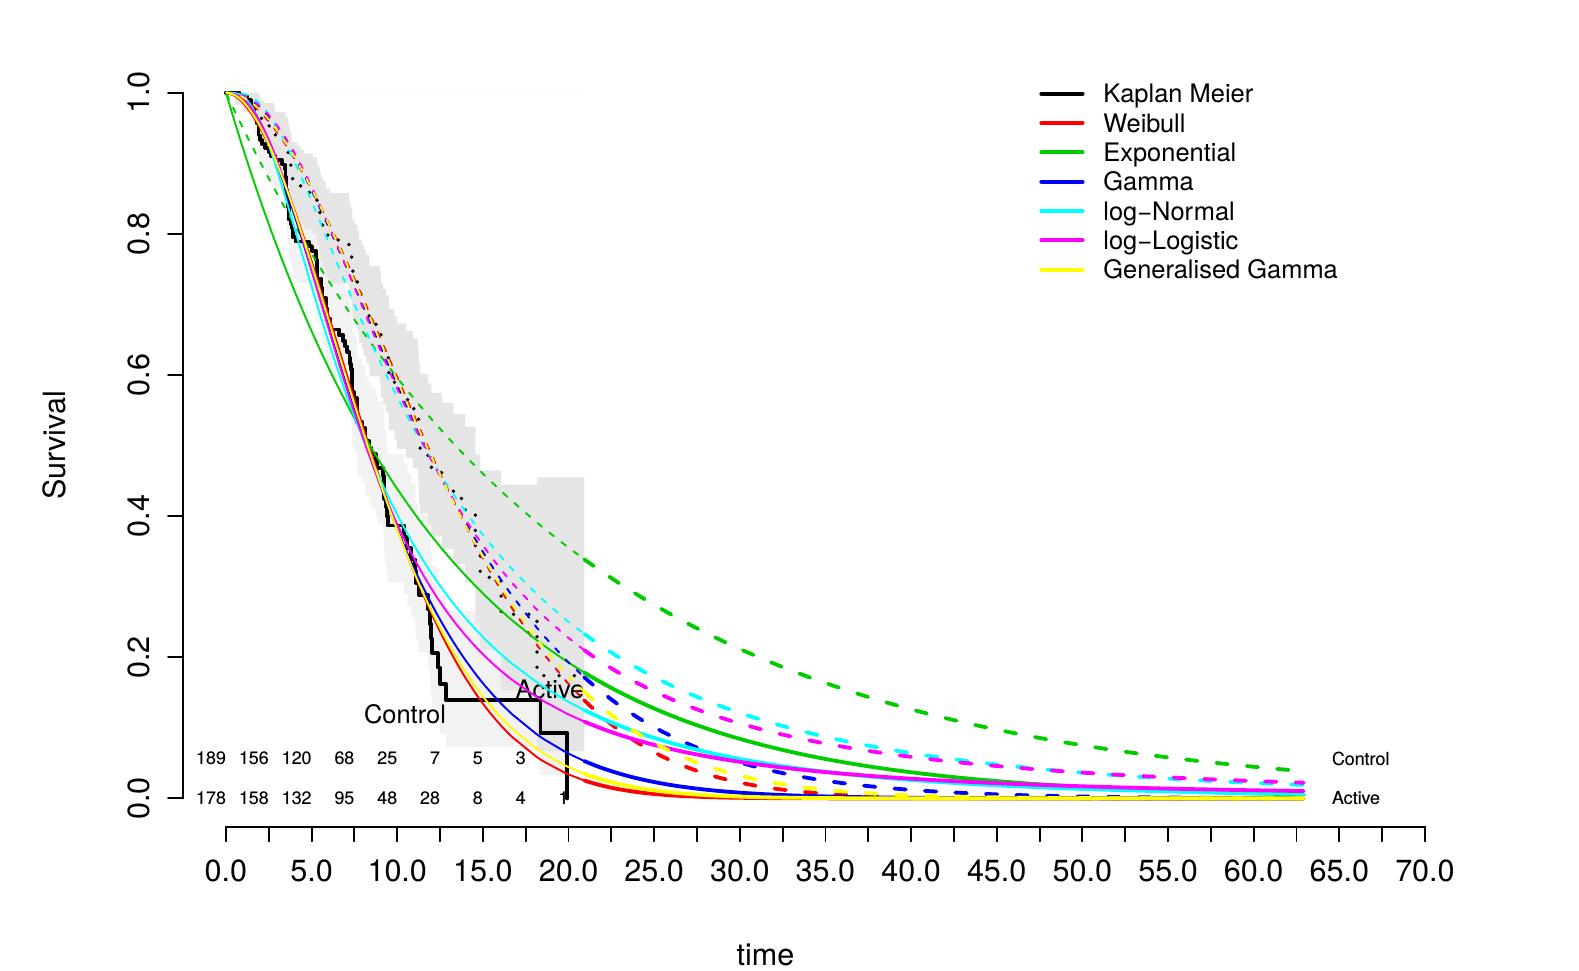 Kaplan Meier
Weibull
Exponential
Gamma
log−Normal
log−Logistic
Generalised Gamma
Survival
1.0
0.8
0.6
0.4
0.2
0.0
Active
Control
189 156 120 68 25 7 5 3
Control
178 158 132 95 48 28 8 4 1
Active
0.0 5.0 10.0 15.0 20.0 25.0 30.0 35.0 40.0 45.0 50.0 55.0 60.0 65.0 70.0
time